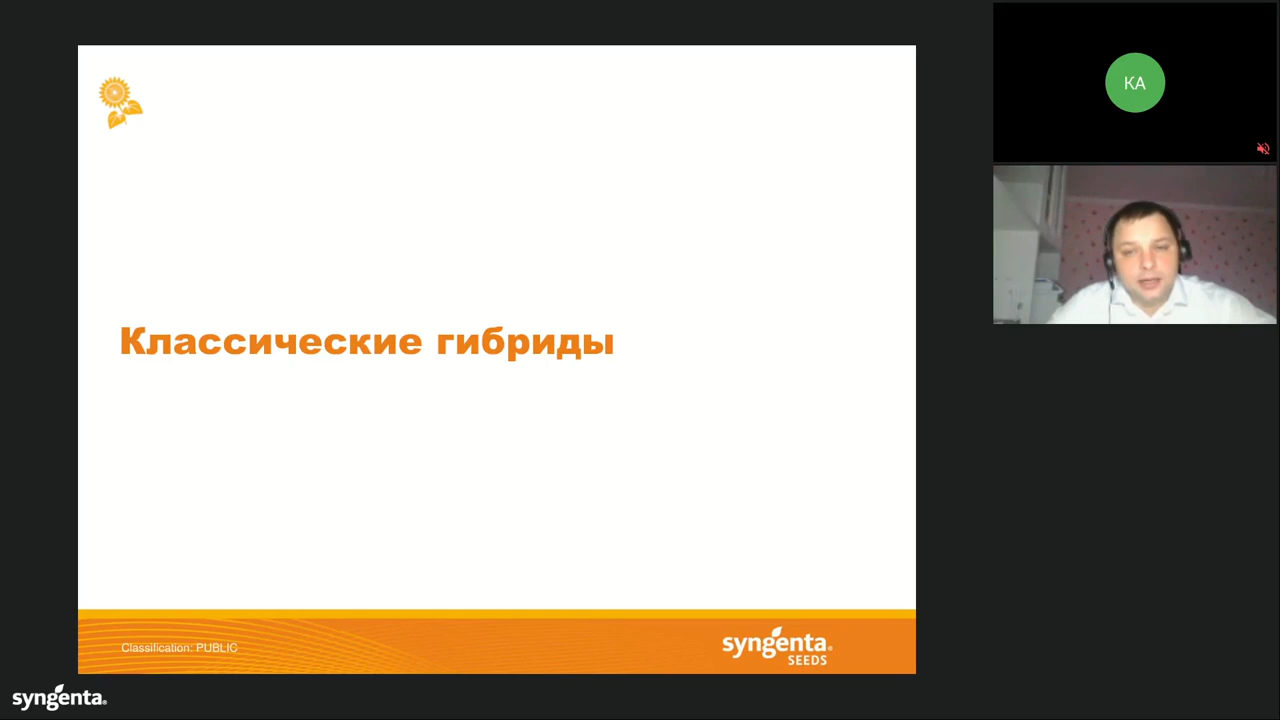 Классические гибриды
Classification: PUBLIC
syngenta®
SEEDS
KA
syngenta®